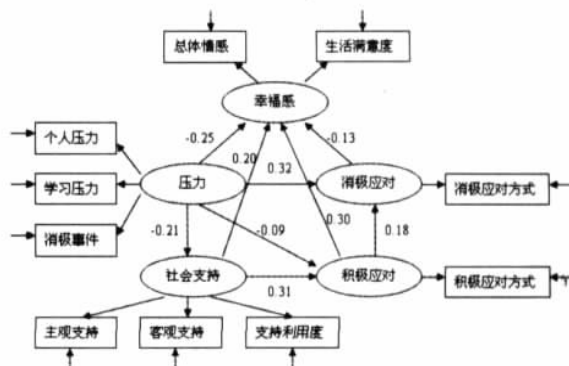 总体情感
生活满意度
幸福感
-0.25
-0.13
个人压力
0.20
学习压力
压力
0.32
消极应对
消极应对方式
消极事件
-0.21
-0.09
0.30
0.18
社会支持
0.31
积极应对
积极应对方式
主观支持
客观支持
支持利用度